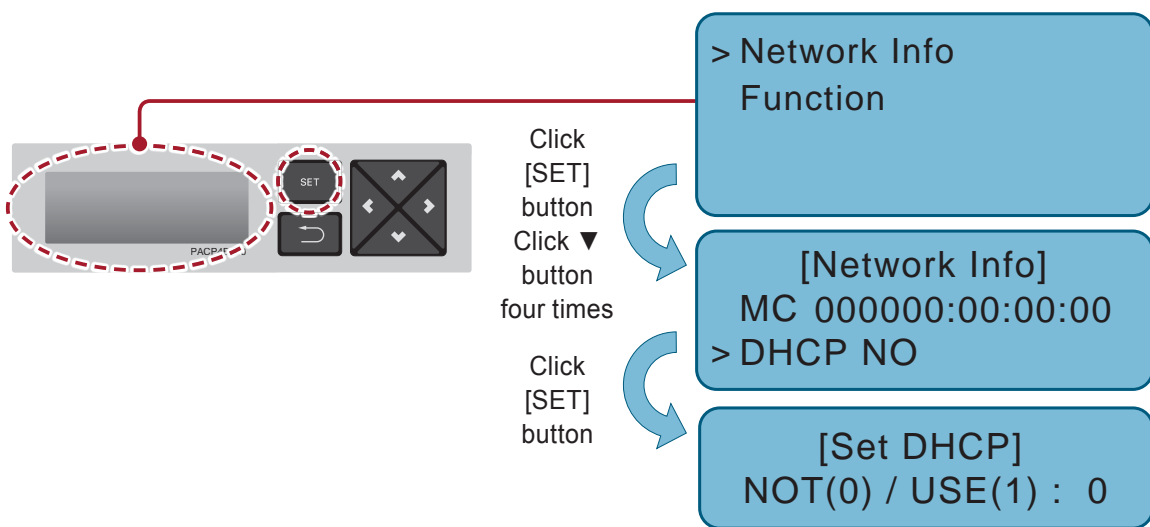 > Network Info
Function
Click
[SET]
button
Click ▼
button
four times
SET
[Network Info]
MC 000000:00:00:00
> DHCP NO
Click
[SET]
button
[Set DHCP]
NOT(0) / USE(1) : 0